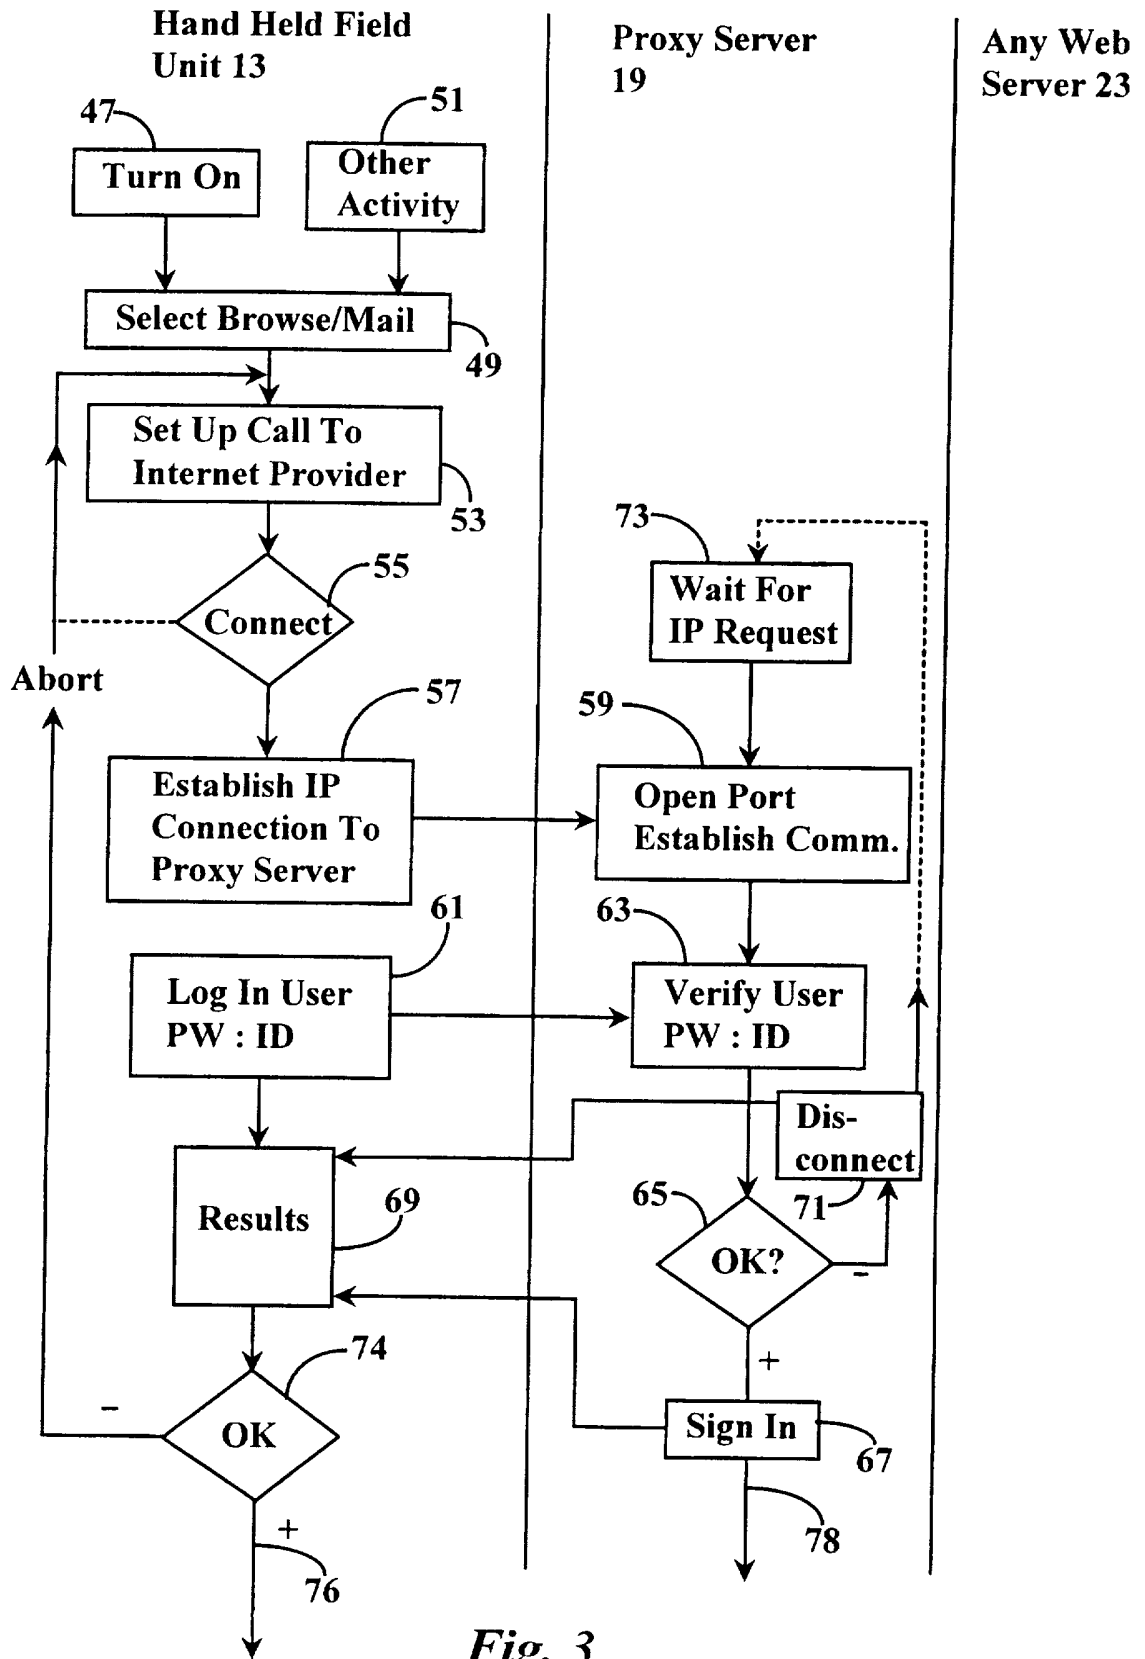 Hand Held Field
Unit 13
Proxy Server
19
Any Web
Server 23
47
51
Turn On
Other
Activity
Select Browse/Mail
49
Set Up Call To
Internet Provider
53
73
Wait For
IP Request
55
Connect
Abort
57
59
Establish IP
Connection To
Proxy Server
Open Port
Establish Comm.
61
63
Log In User
PW : ID
Verify User
PW : ID
Dis-
connect
71
Results
69
65
OK?
–
+
74
–
OK
Sign In
67
+
76
78
Fig. 3